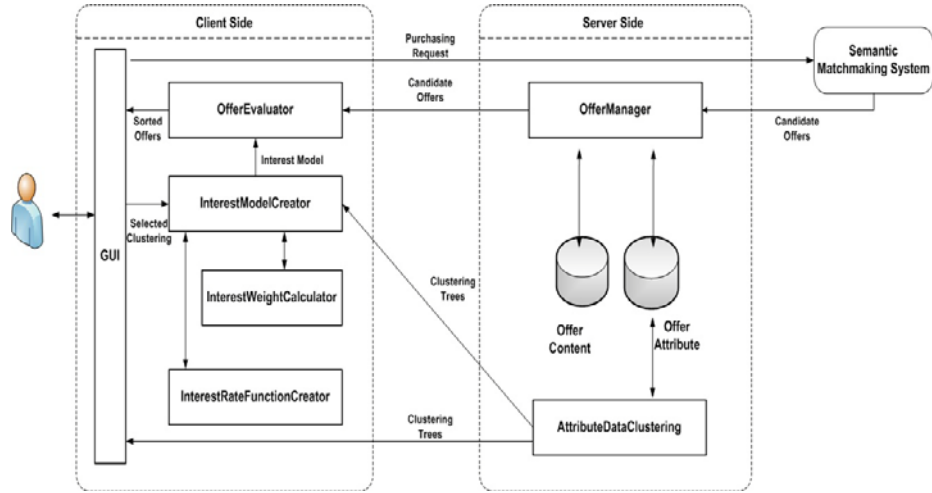 Client Side
Server Side
Purchasing
Request
Semantic
Matchmaking System
Candidate
Offers
OfferEvaluator
OfferManager
Sorted
Offers
Candidate
Offers
Interest Model
InterestModelCreator
Selected
Clustering
GUI
InterestWeightCalculator
Clustering
Trees
Offer
Content
Offer
Attribute
InterestRateFunctionCreator
Clustering
Trees
AttributeDataClustering